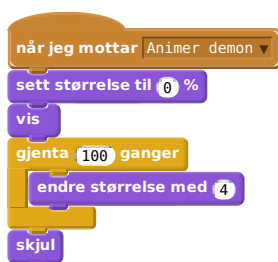 når jeg mottar Animer demon
sett størrelse til 0 %
vis
gjenta 100 ganger
endre størrelse med 4
skjul